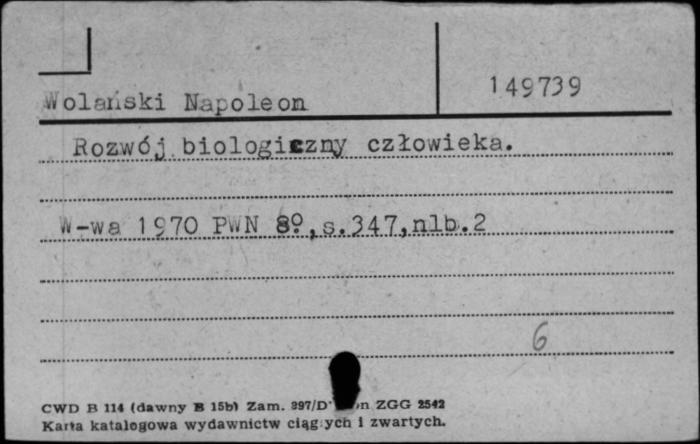 Wolański Napoleon
149739
Rozwój biologiczny człowieka.
W-wa 1970 PWN 8º,s.347,nlb.2
6
CWD B 114 (dawny B 15b) Zam. 397/D ZGG 2542
Karta katalogowa wydawnictw ciągłych i zwartych.